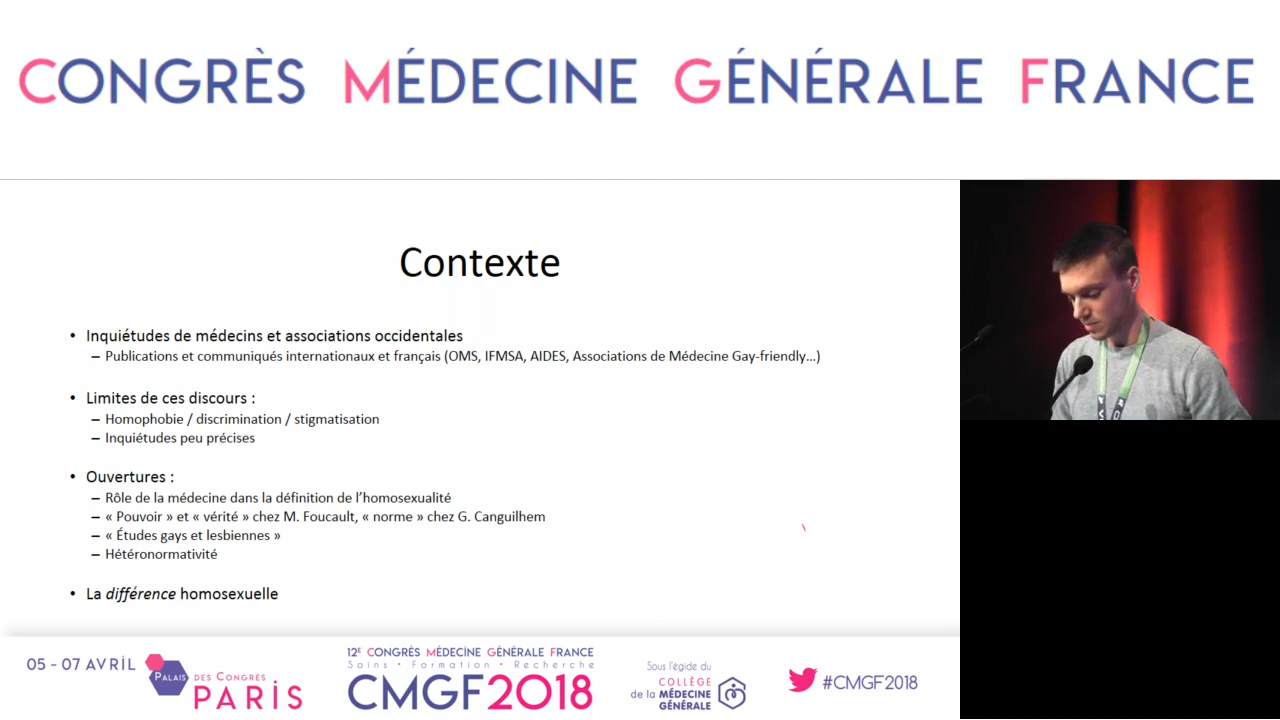 CONGRÈS MÉDECINE GÉNÉRALE FRANCE
Contexte
• Inquiétudes de médecins et associations occidentales
– Publications et communiqués internationaux et français (OMS, IFMSA, AIDES, Associations de Médecine Gay-friendly...)
• Limites de ces discours :
– Homophobie / discrimination / stigmatisation
– Inquiétudes peu précises
• Ouvertures :
– Rôle de la médecine dans la définition de l'homosexualité
– « Pouvoir » et « vérité » chez M. Foucault, « norme » chez G. Canguilhem
– « Études gays et lesbiennes »
– Hétéronormativité
• La différence homosexuelle
05 - 07 AVRIL
PALAIS DES CONGRÈS
PARIS
12E CONGRÈS MÉDECINE GÉNÉRALE FRANCE
Soins • Formation • Recherche
CMGF2018
Sous l'égide du
COLLÈGE
de la MÉDECINE
GÉNÉRALE
#CMGF2018